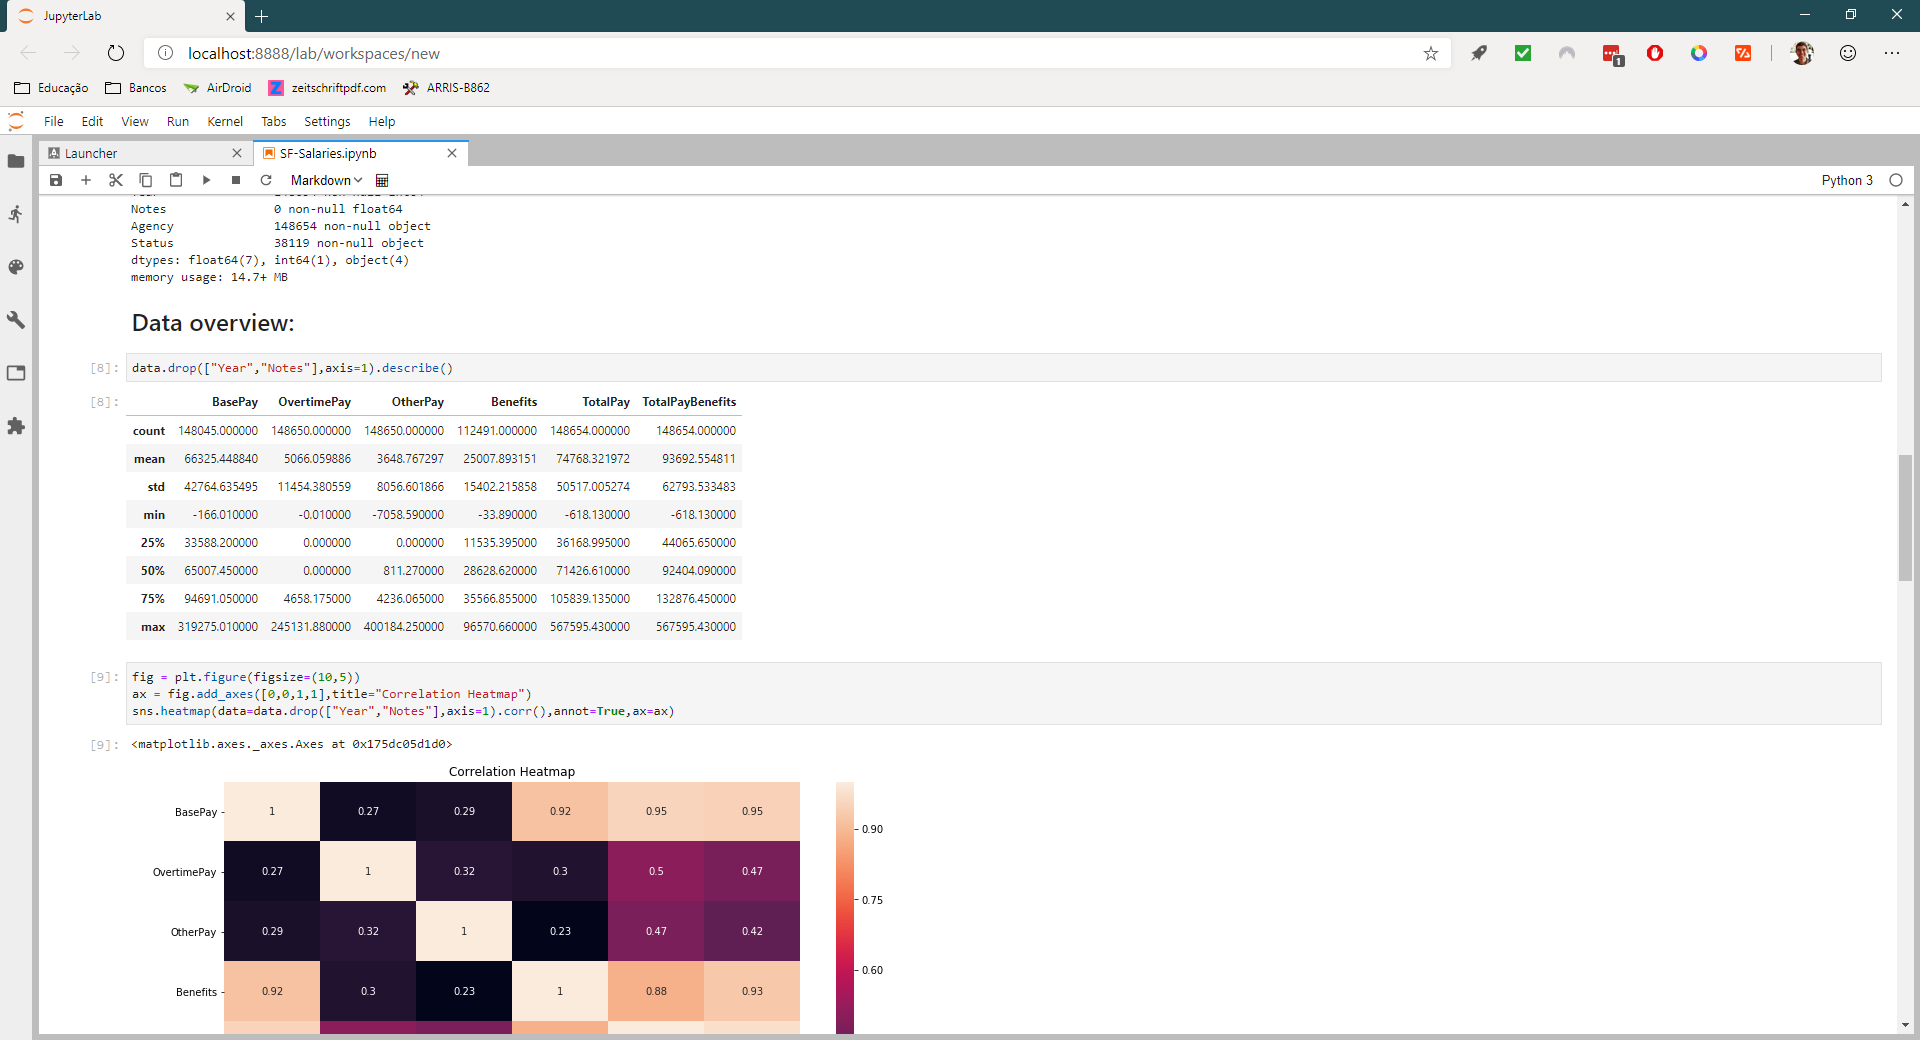 JupyterLab
localhost:8888/lab/workspaces/new
1
Educação Bancos AirDroid zeitschriftpdf.com ARRIS-B862
File Edit View Run Kernel Tabs Settings Help
Launcher SF-Salaries.ipynb
Markdown Python 3
Notes 0 non-null float64
Agency 148654 non-null object
Status 38119 non-null object
dtypes: float64(7), int64(1), object(4)
memory usage: 14.7+ MB
Data overview:
[8]: data.drop(["Year","Notes"],axis=1).describe()
[8]: BasePay OvertimePay OtherPay Benefits TotalPay TotalPayBenefits
count 148045.000000 148650.000000 148650.000000 112491.000000 148654.000000 148654.000000
mean 66325.448840 5066.059886 3648.767297 25007.893151 74768.321972 93692.554811
std 42764.635495 11454.380559 8056.601866 15402.215858 50517.005274 62793.533483
min -166.010000 -0.010000 -7058.590000 -33.890000 -618.130000 -618.130000
25% 33588.200000 0.000000 0.000000 11535.395000 36168.995000 44065.650000
50% 65007.450000 0.000000 811.270000 28628.620000 71426.610000 92404.090000
75% 94691.050000 4658.175000 4236.065000 35566.855000 105839.135000 132876.450000
max 319275.010000 245131.880000 400184.250000 96570.660000 567595.430000 567595.430000
[9]: fig = plt.figure(figsize=(10,5))
ax = fig.add_axes([0,0,1,1],title="Correlation Heatmap")
sns.heatmap(data=data.drop(["Year","Notes"],axis=1).corr(),annot=True,ax=ax)
[9]: <matplotlib.axes._axes.Axes at 0x175dc05d1d0>
Correlation Heatmap
BasePay 1 0.27 0.29 0.92 0.95 0.95
0.90
OvertimePay 0.27 1 0.32 0.3 0.5 0.47
0.75
OtherPay 0.29 0.32 1 0.23 0.47 0.42
0.60
Benefits 0.92 0.3 0.23 1 0.88 0.93